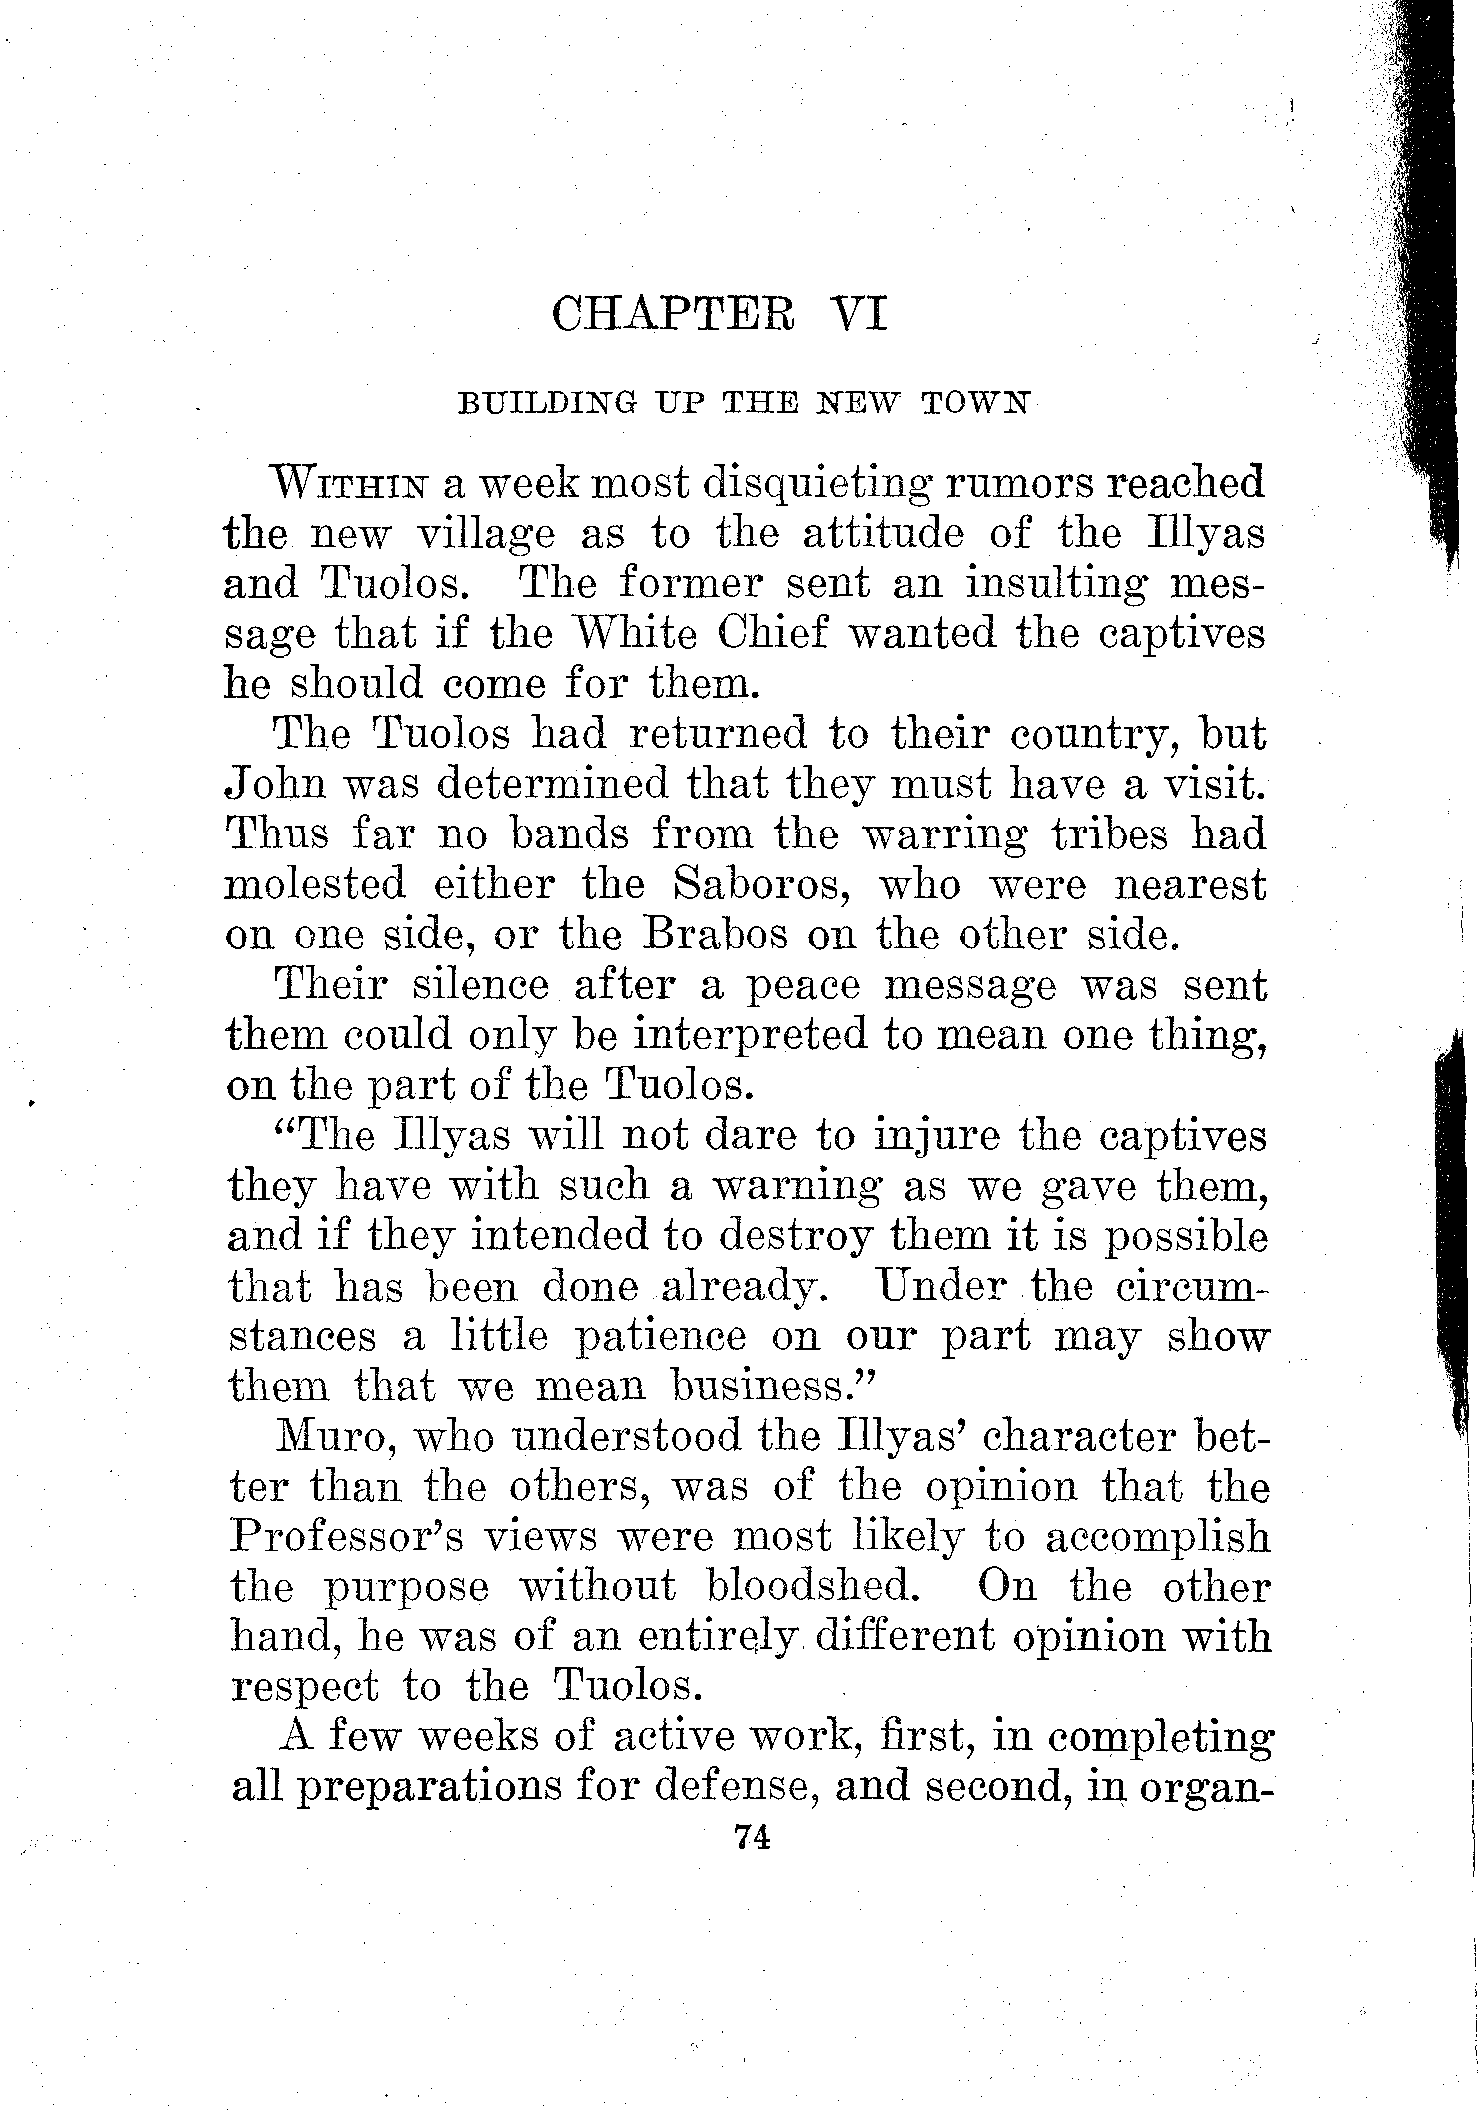 CHAPTER VI
BUILDING UP THE NEW TOWN
WITHIN a week most disquieting rumors reached
the new village as to the attitude of the Illyas
and Tuolos. The former sent an insulting mes-
sage that if the White Chief wanted the captives
he should come for them.
The Tuolos had returned to their country, but
John was determined that they must have a visit.
Thus far no bands from the warring tribes had
molested either the Saboros, who were nearest
on one side, or the Brabos on the other side.
Their silence after a peace message was sent
them could only be interpreted to mean one thing,
on the part of the Tuolos.
“The Illyas will not dare to injure the captives
they have with such a warning as we gave them,
and if they intended to destroy them it is possible
that has been done already. Under the circum-
stances a little patience on our part may show
them that we mean business.”
Muro, who understood the Illyas’ character bet-
ter than the others, was of the opinion that the
Professor’s views were most likely to accomplish
the purpose without bloodshed. On the other
hand, he was of an entirely different opinion with
respect to the Tuolos.
A few weeks of active work, first, in completing
all preparations for defense, and second, in organ-
74